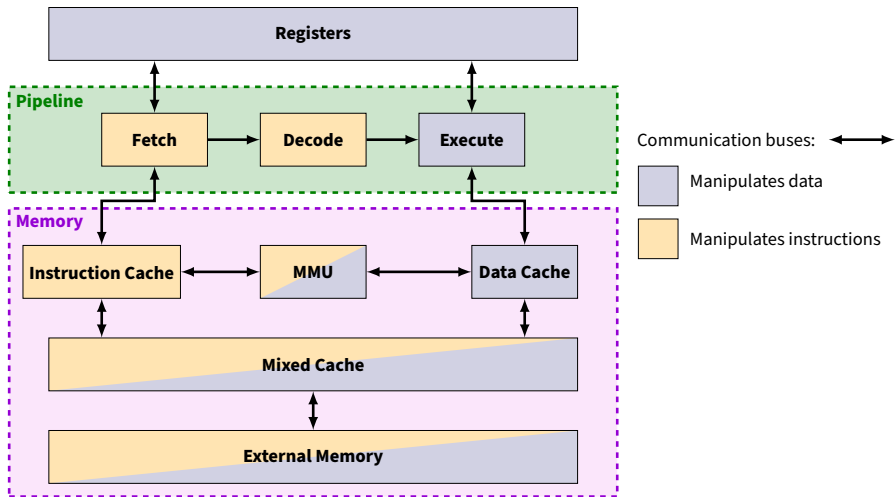 Registers
Pipeline
Fetch
Decode
Execute
Communication buses:
Manipulates data
Manipulates instructions
Memory
Instruction Cache
MMU
Data Cache
Mixed Cache
External Memory